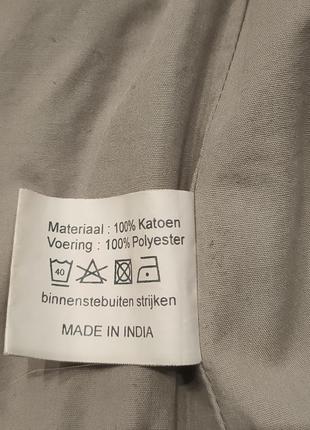 Materiaal : 100% Katoen
Voering : 100% Polyester
40
binnenstebuiten strijken
MADE IN INDIA